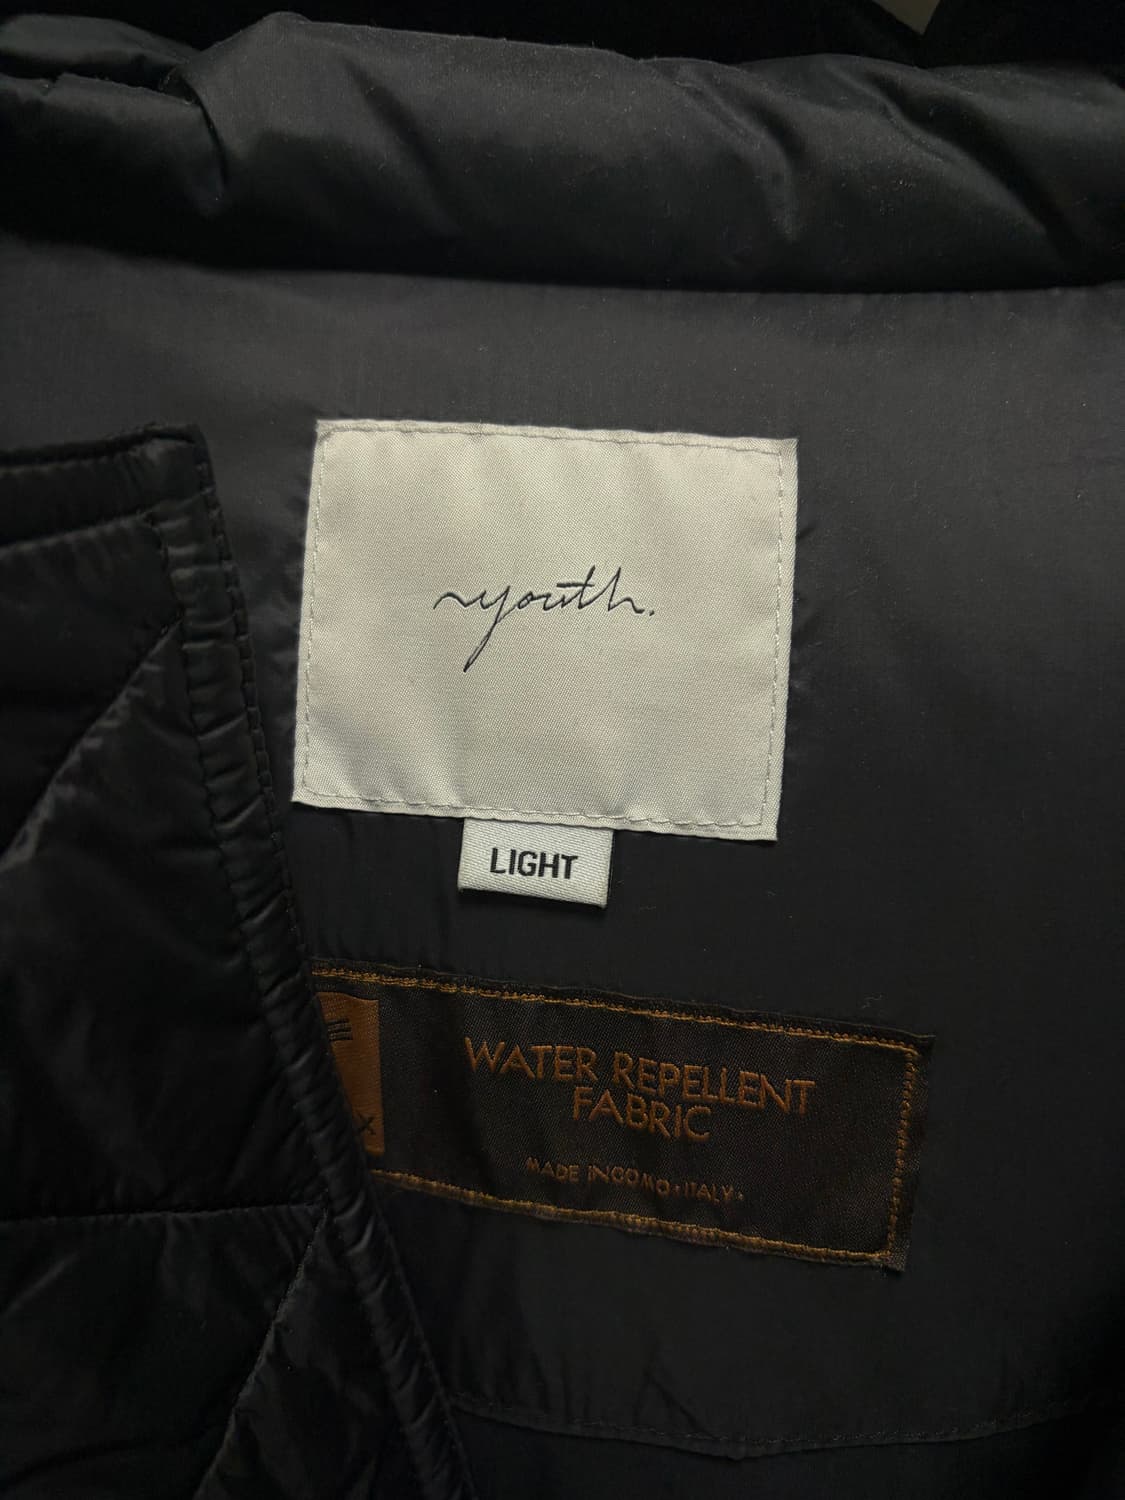 youth.
LIGHT
WATER REPELLENT
FABRIC
MADE IN COMO · ITALY ·